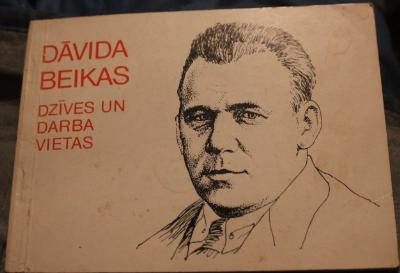 DĀVIDA
BEIKAS
DZĪVES UN
DARBA
VIETAS